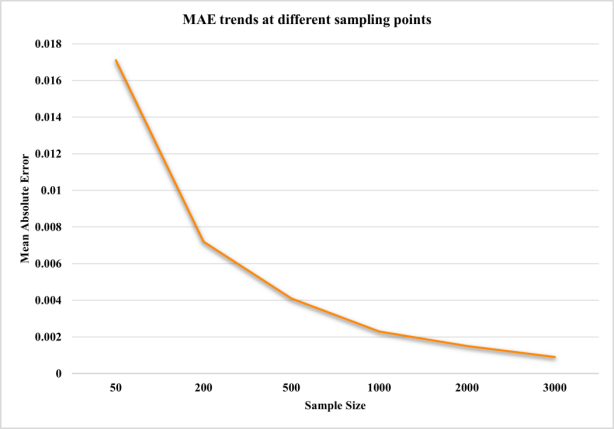 MAE trends at different sampling points
0.018
0.016
0.014
0.012
0.01
0.008
0.006
0.004
0.002
0
Mean Absolute Error
50 200 500 1000 2000 3000
Sample Size